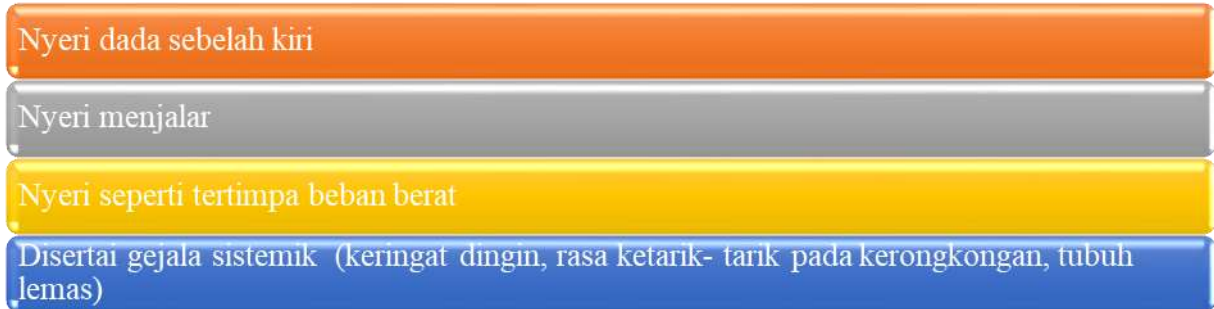 Nyeri dada sebelah kiri
Nyeri menjalar
Nyeri seperti tertimpa beban berat
Disertai gejala sistemik (keringat dingin, rasa ketarik- tarik pada kerongkongan, tubuh
lemas)